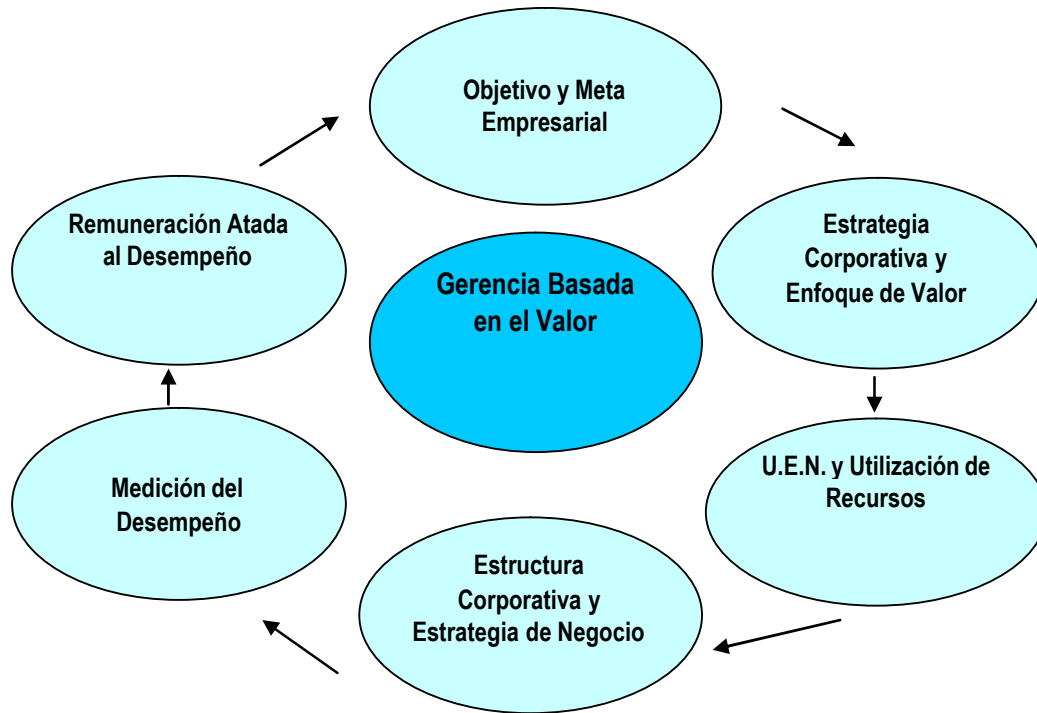 Objetivo y Meta
Empresarial
Remuneración Atada
al Desempeño
Estrategia
Corporativa y
Enfoque de Valor
Gerencia Basada
en el Valor
U.E.N. y Utilización de
Recursos
Medición del
Desempeño
Estructura
Corporativa y
Estrategia de Negocio